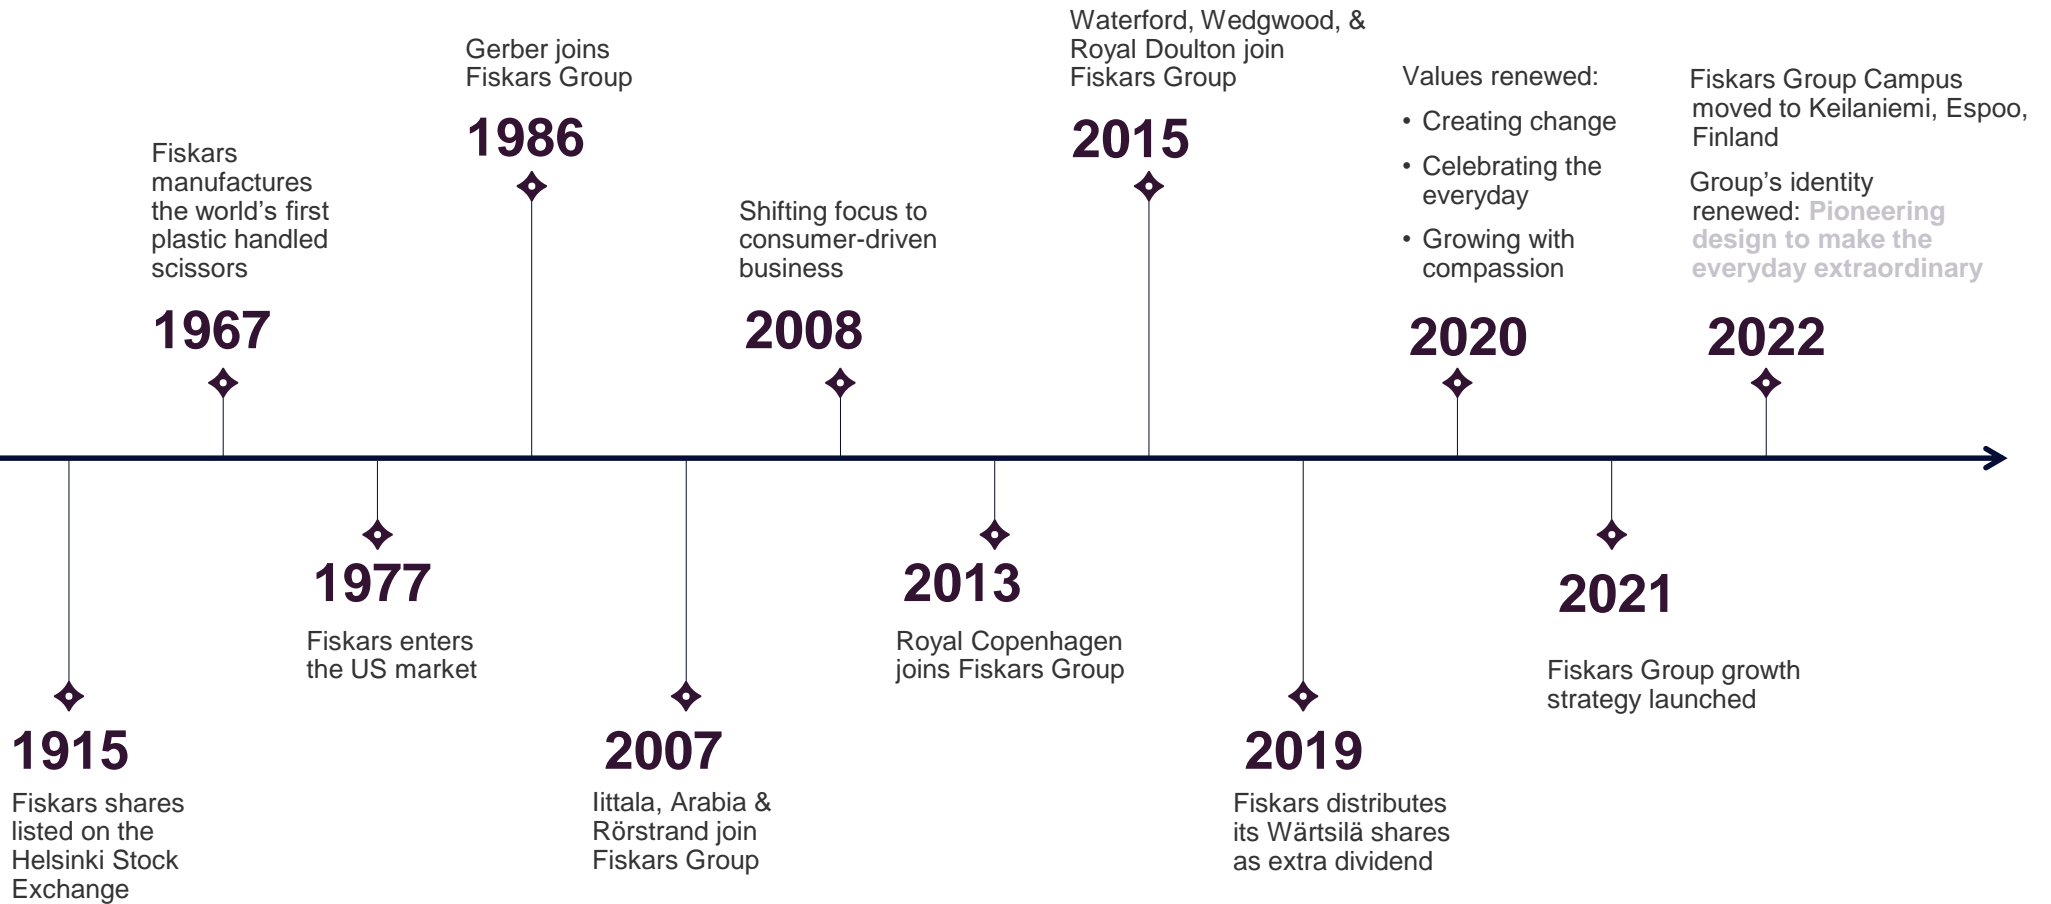 Fiskars
manufactures
the world’s first
plastic handled
scissors
1967
Gerber joins
Fiskars Group
1986
Shifting focus to
consumer-driven
business
2008
Waterford, Wedgwood, &
Royal Doulton join
Fiskars Group
2015
Values renewed:
• Creating change
• Celebrating the
everyday
• Growing with
compassion
2020
Fiskars Group Campus
moved to Keilaniemi, Espoo,
Finland
Group’s identity
renewed: Pioneering
design to make the
everyday extraordinary
2022
1915
Fiskars shares
listed on the
Helsinki Stock
Exchange
1977
Fiskars enters
the US market
2007
Iittala, Arabia &
Rörstrand join
Fiskars Group
2013
Royal Copenhagen
joins Fiskars Group
2019
Fiskars distributes
its Wärtsilä shares
as extra dividend
2021
Fiskars Group growth
strategy launched